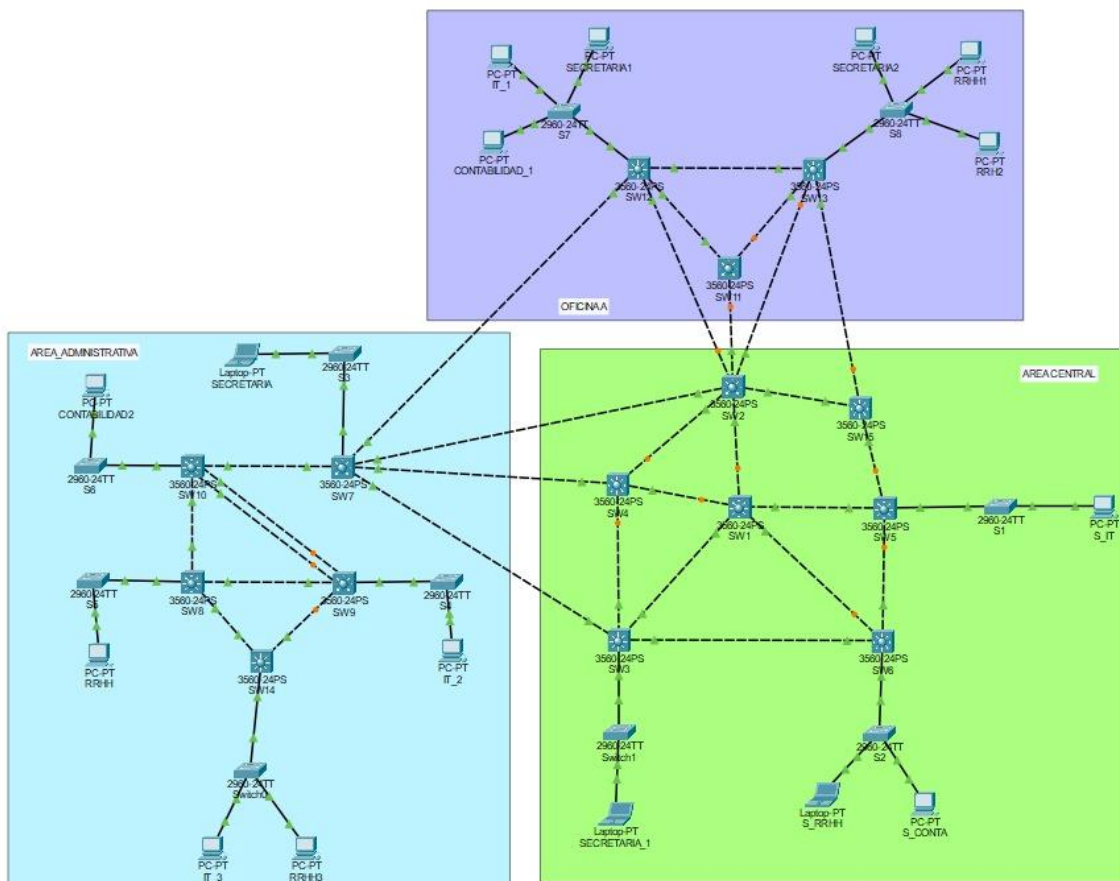 PC-PT
SECRETARIA1
PC-PT
IT_1
2960-24TT
S7
PC-PT
CONTABILIDAD_1
PC-PT
SECRETARIA2
PC-PT
RRHH1
2960-24TT
S8
PC-PT
RRH2
3560-24PS
SW12
3560-24PS
SW13
3560-24PS
SW11
OFICINA A
AREA_ADMINISTRATIVA
Laptop-PT
SECRETARIA
2960-24TT
S3
PC-PT
CONTABILIDAD2
2960-24TT
S6
3560-24PS
SW10
3560-24PS
SW7
2960-24TT
S5
3560-24PS
SW8
3560-24PS
SW9
2960-24TT
S4
PC-PT
RRHH
PC-PT
IT_2
3560-24PS
SW14
2960-24TT
Switch0
PC-PT
IT_3
PC-PT
RRHH3
AREA CENTRAL
3560-24PS
SW2
3560-24PS
SW15
3560-24PS
SW4
3560-24PS
SW1
3560-24PS
SW5
2960-24TT
S1
PC-PT
S_IT
3560-24PS
SW3
3560-24PS
SW6
2960-24TT
Switch1
2960-24TT
S2
Laptop-PT
SECRETARIA_1
Laptop-PT
S_RRHH
PC-PT
S_CONTA